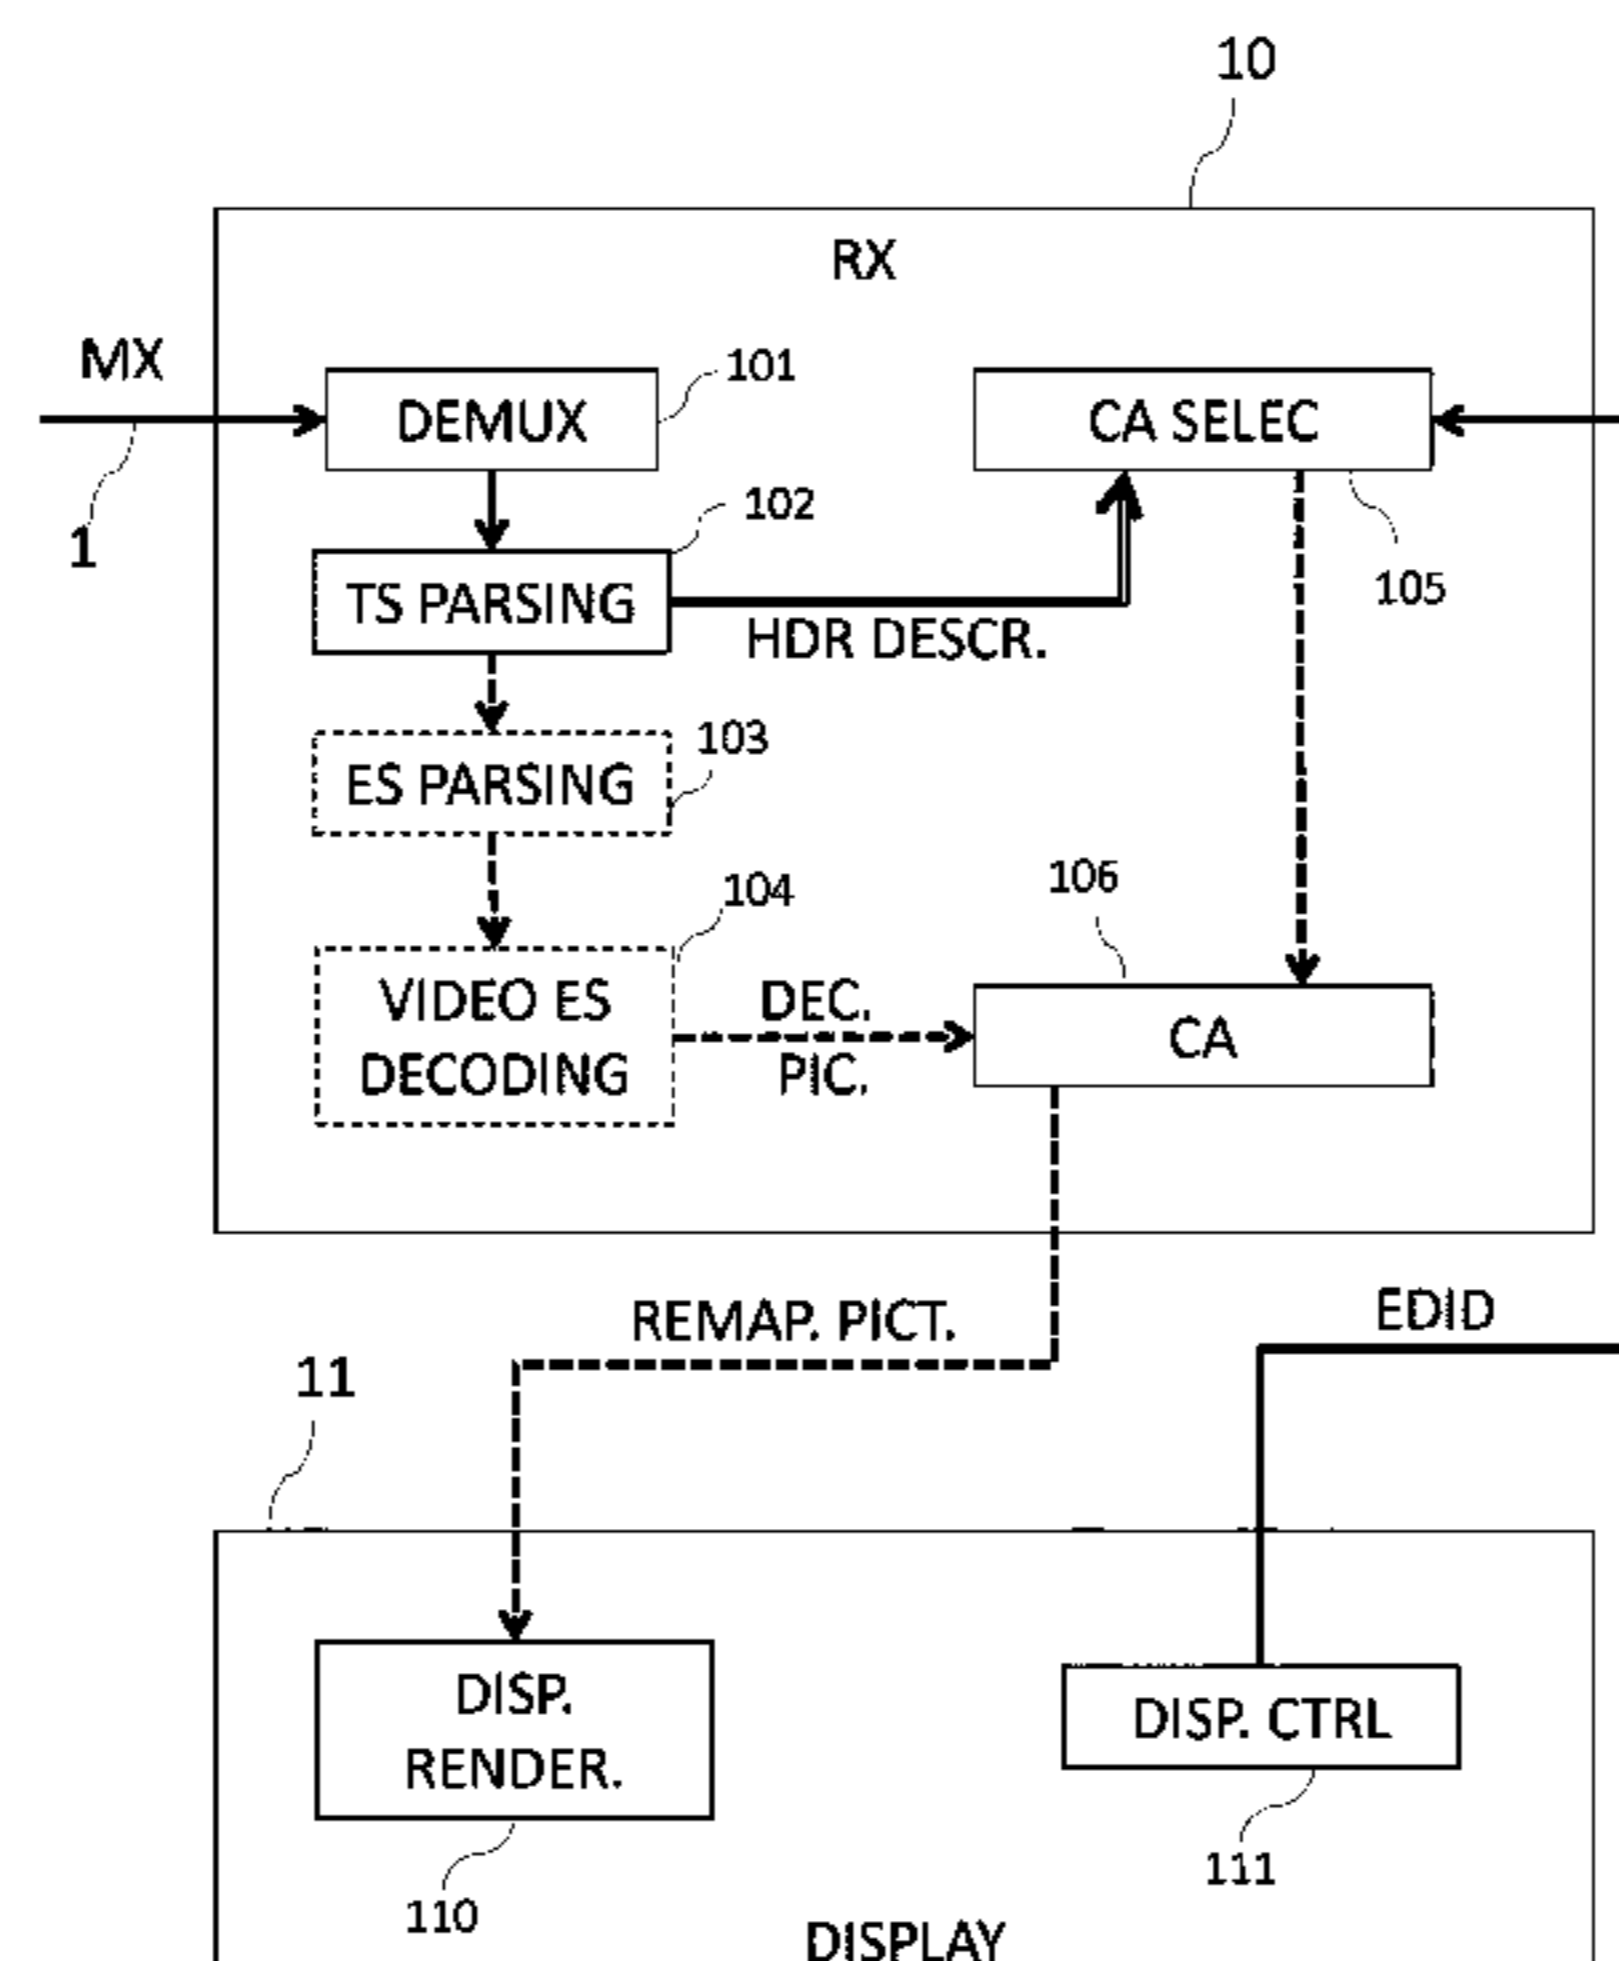 10
RX
MX
101
DEMUX
CA SELEC
1
102
105
TS PARSING
HDR DESCR.
103
ES PARSING
104
106
VIDEO ES
DECODING
DEC.
PIC.
CA
EDID
REMAP. PICT.
11
DISP.
RENDER.
DISP. CTRL
111
110
DISPLAY